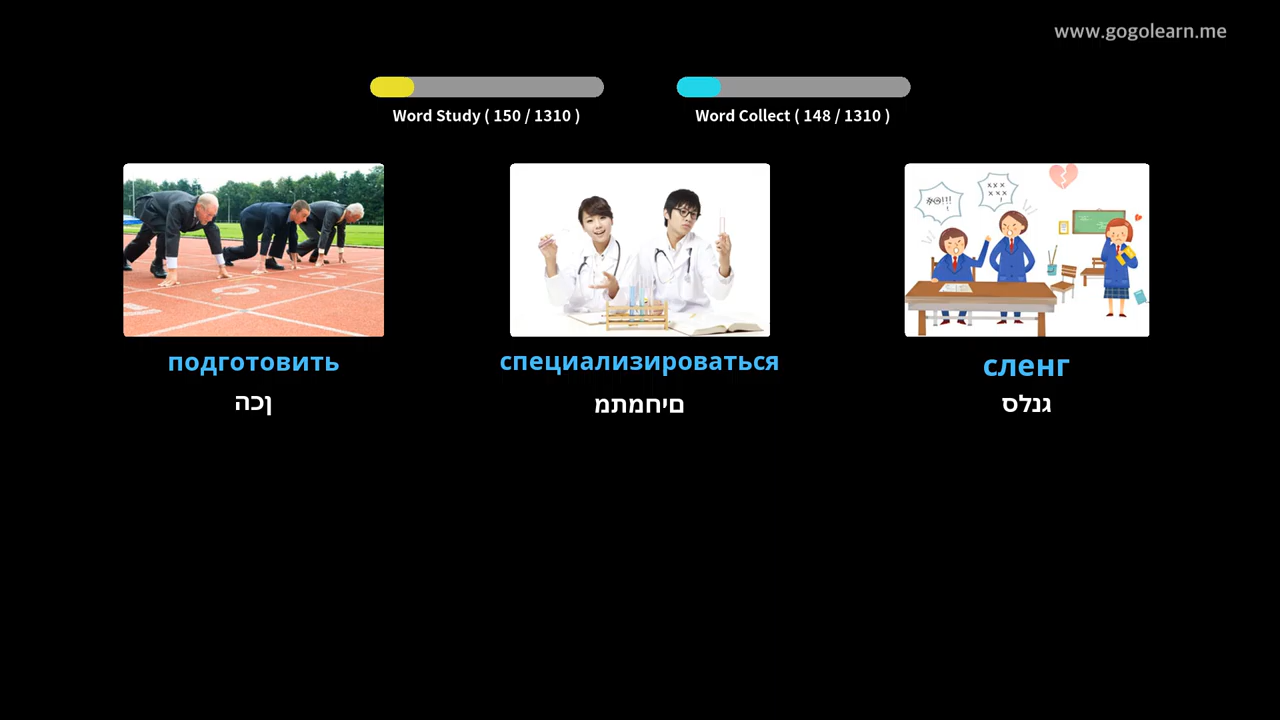 www.gogolearn.me
Word Study ( 150 / 1310 )
Word Collect ( 148 / 1310 )
подготовить
הכן
специализироваться
מתמחים
сленг
סלנג